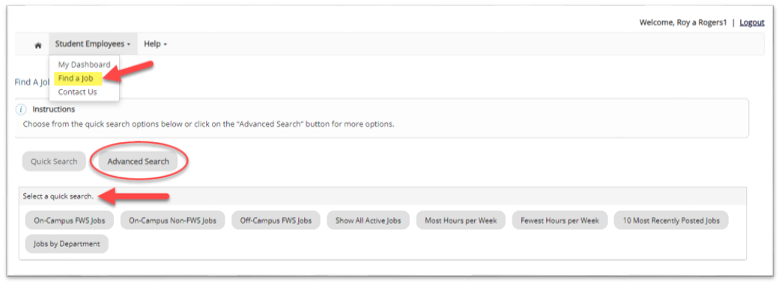 Welcome, Roy a Rogers1 | Logout
Student Employees Help
My Dashboard
Find a Job
Contact Us
Find A Jo
i Instructions
Choose from the quick search options below or click on the "Advanced Search" button for more options.
Quick Search Advanced Search
Select a quick search.
On-Campus FWS Jobs On-Campus Non-FWS Jobs Off-Campus FWS Jobs Show All Active Jobs Most Hours per Week Fewest Hours per Week 10 Most Recently Posted Jobs
Jobs by Department